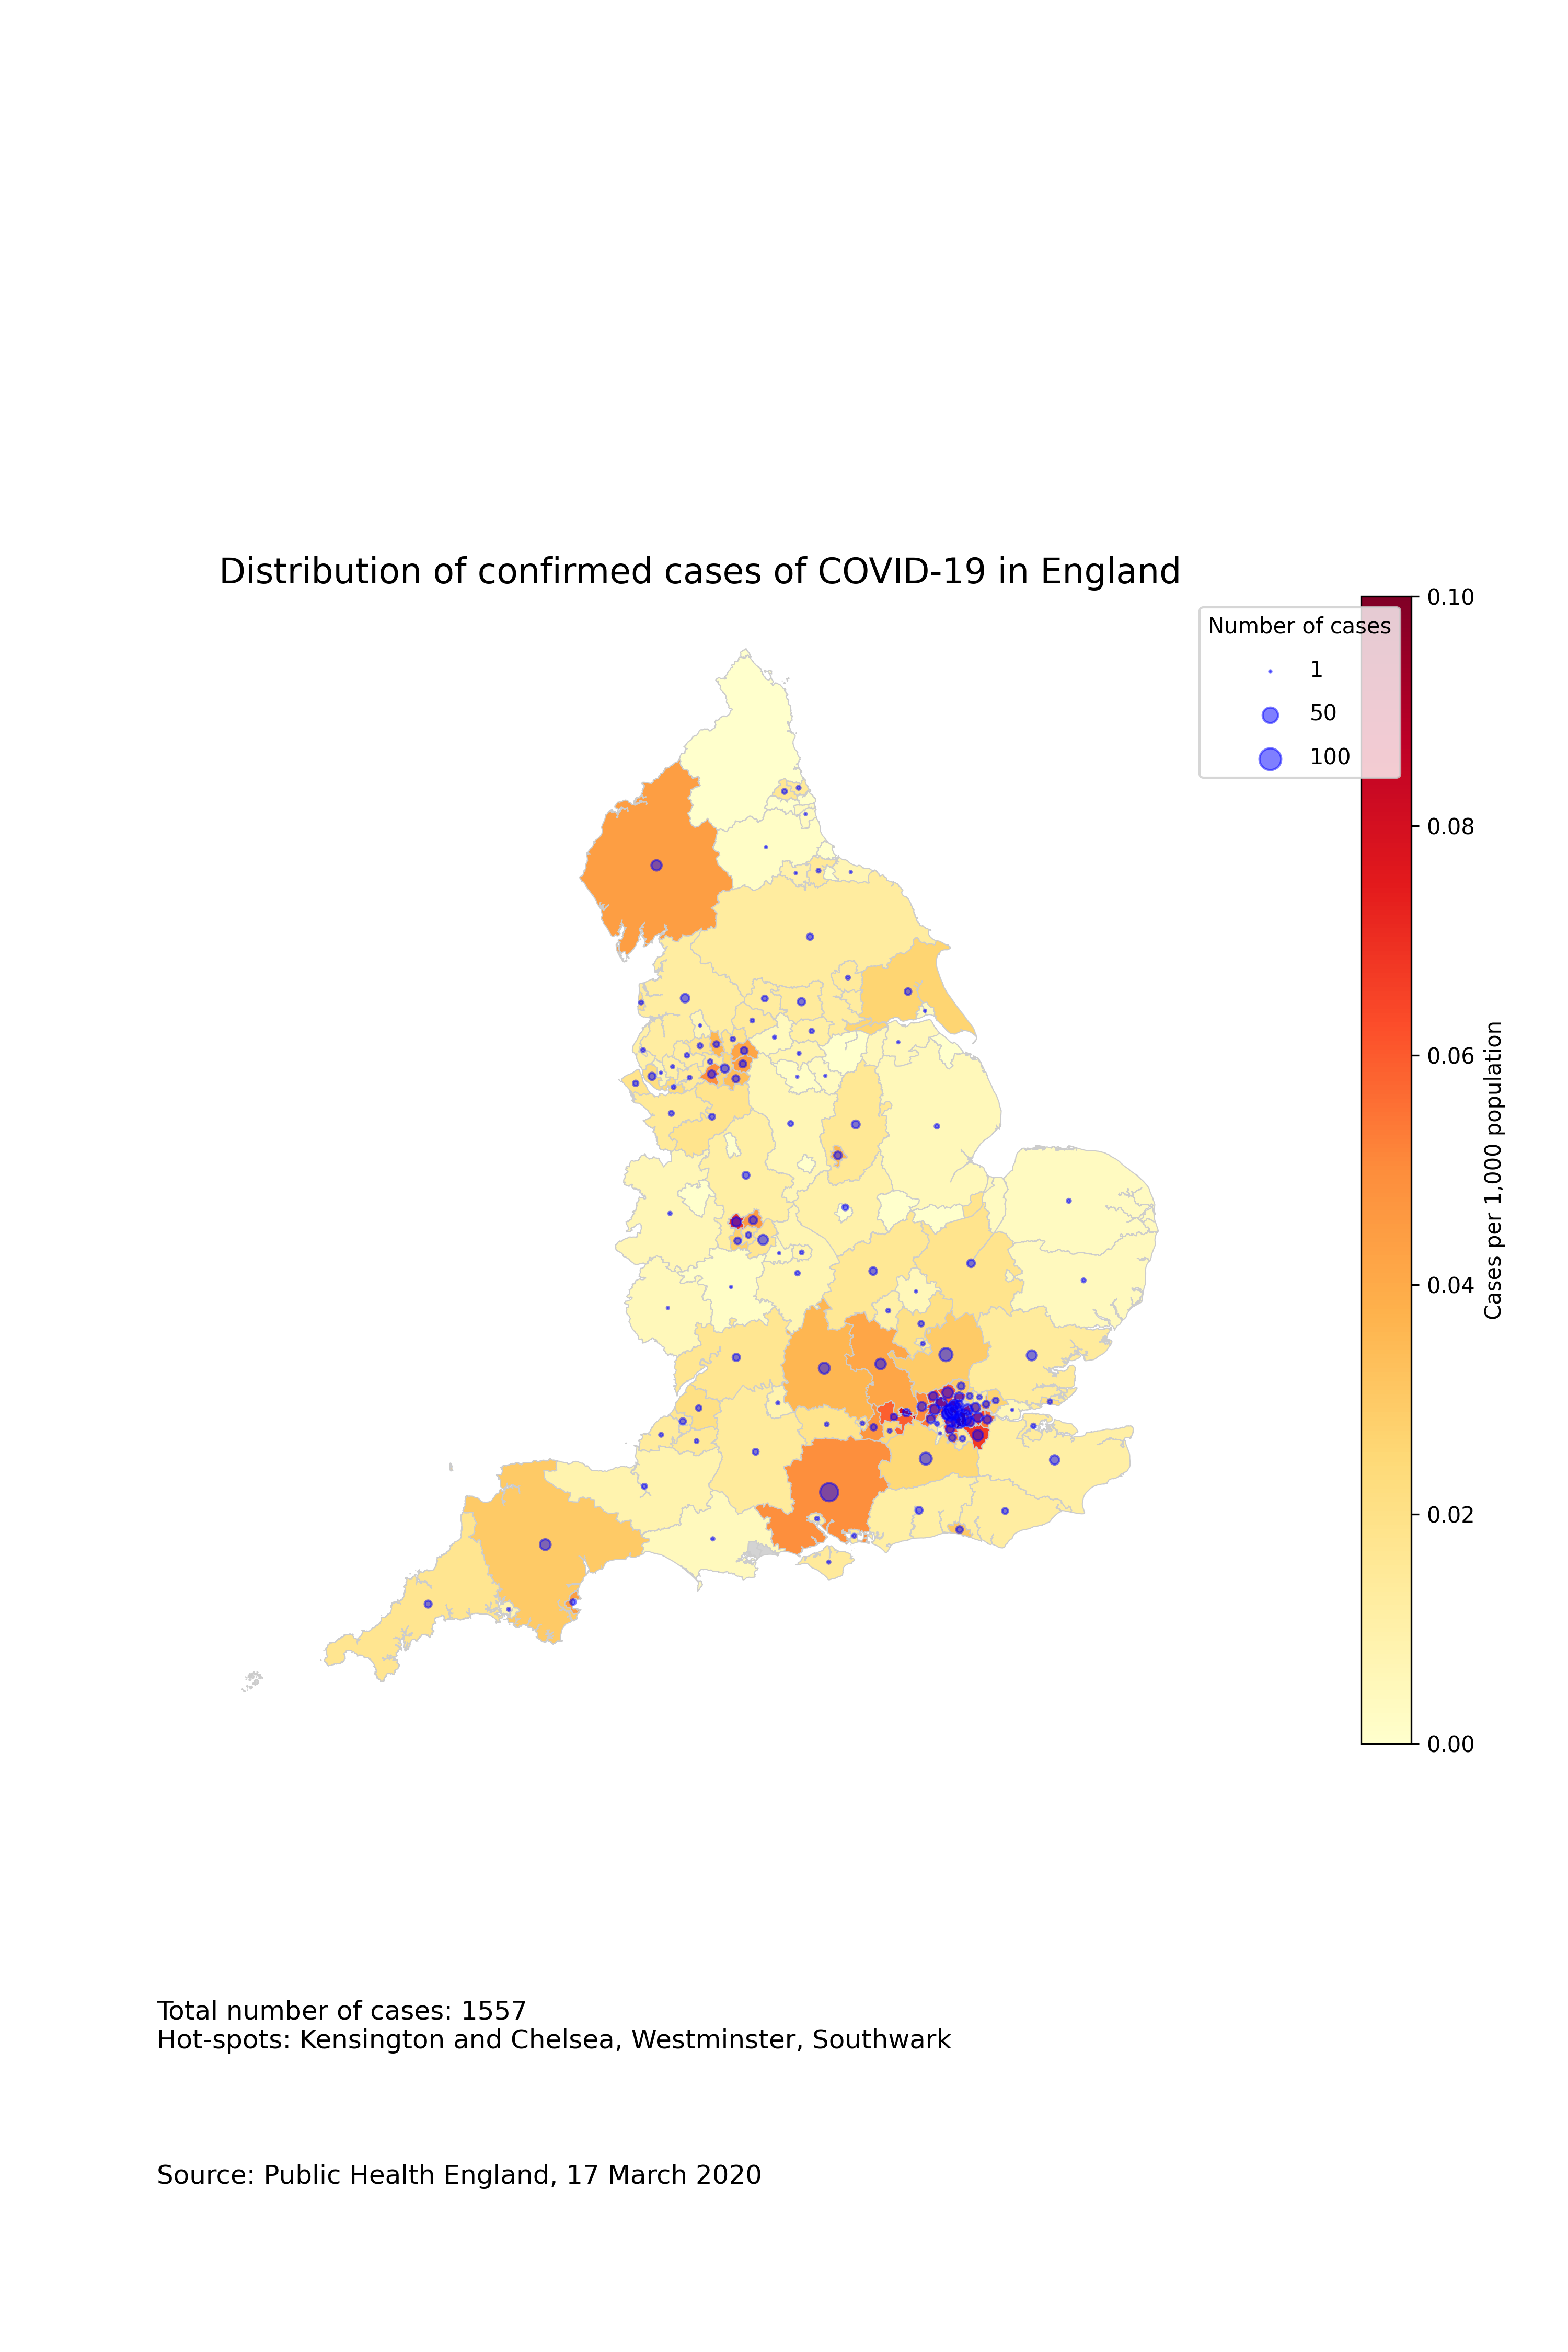 Distribution of confirmed cases of COVID-19 in England
Number of cases
1
50
100
0.10
0.08
0.06
0.04
0.02
0.00
Cases per 1,000 population
Total number of cases: 1557
Hot-spots: Kensington and Chelsea, Westminster, Southwark
Source: Public Health England, 17 March 2020